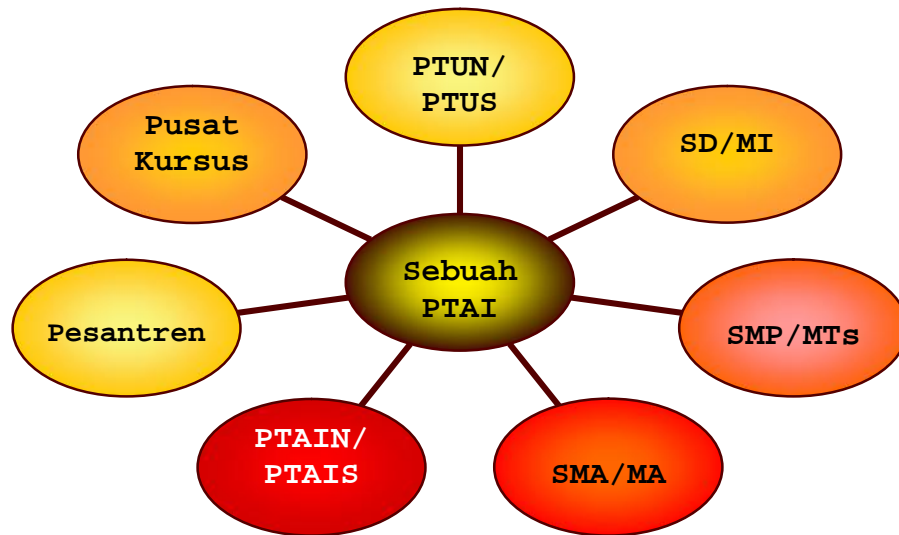 PTUN/
PTUS
Pusat
Kursus
SD/MI
Sebuah
PTAI
Pesantren
SMP/MTs
PTAIN/
PTAIS
SMA/MA